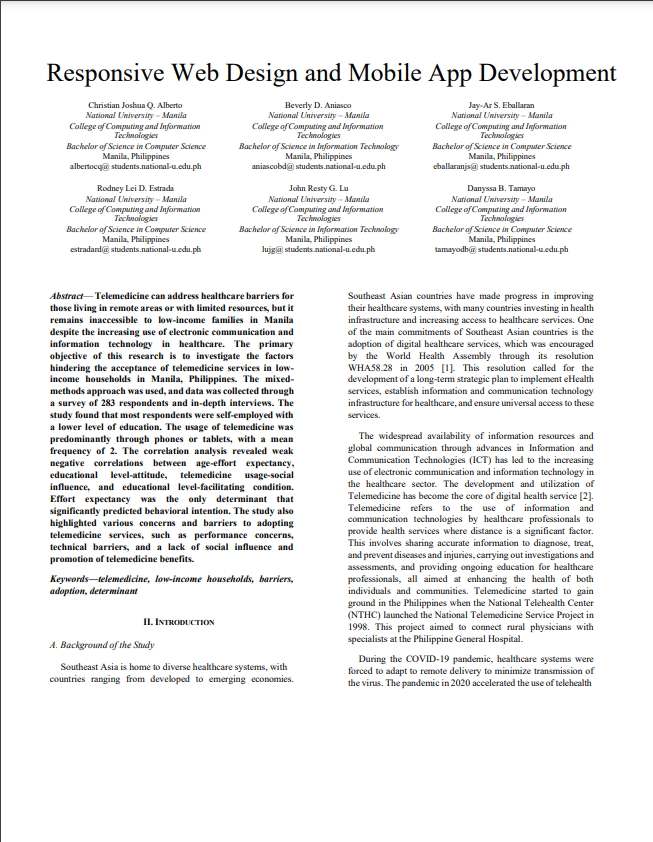 Responsive Web Design and Mobile App Development
Christian Joshua Q. Alberto
National University – Manila
College of Computing and Information
Technologies
Bachelor of Science in Computer Science
Manila, Philippines
albertocq@ students.national-u.edu.ph
Beverly D. Aniasco
National University – Manila
College of Computing and Information
Technologies
Bachelor of Science in Information Technology
Manila, Philippines
aniascobd@ students.national-u.edu.ph
Jay-Ar S. Eballaran
National University – Manila
College of Computing and Information
Technologies
Bachelor of Science in Computer Science
Manila, Philippines
eballaranjs@ students.national-u.edu.ph
Rodney Lei D. Estrada
National University – Manila
College of Computing and Information
Technologies
Bachelor of Science in Computer Science
Manila, Philippines
estradard@ students.national-u.edu.ph
John Resty G. Lu
National University – Manila
College of Computing and Information
Technologies
Bachelor of Science in Information Technology
Manila, Philippines
lujg@ students.national-u.edu.ph
Danyssa B. Tamayo
National University – Manila
College of Computing and Information
Technologies
Bachelor of Science in Computer Science
Manila, Philippines
tamayodb@ students.national-u.edu.ph
Abstract— Telemedicine can address healthcare barriers for
those living in remote areas or with limited resources, but it
remains inaccessible to low-income families in Manila
despite the increasing use of electronic communication and
information technology in healthcare. The primary
objective of this research is to investigate the factors
hindering the acceptance of telemedicine services in low-
income households in Manila, Philippines. The mixed-
methods approach was used, and data was collected through
a survey of 283 respondents and in-depth interviews. The
study found that most respondents were self-employed with
a lower level of education. The usage of telemedicine was
predominantly through phones or tablets, with a mean
frequency of 2. The correlation analysis revealed weak
negative correlations between age-effort expectancy,
educational level-attitude, telemedicine usage-social
influence, and educational level-facilitating condition.
Effort expectancy was the only determinant that
significantly predicted behavioral intention. The study also
highlighted various concerns and barriers to adopting
telemedicine services, such as performance concerns,
technical barriers, and a lack of social influence and
promotion of telemedicine benefits.
Keywords—telemedicine, low-income households, barriers,
adoption, determinant
II. INTRODUCTION
A. Background of the Study
Southeast Asia is home to diverse healthcare systems, with
countries ranging from developed to emerging economies.
Southeast Asian countries have made progress in improving
their healthcare systems, with many countries investing in health
infrastructure and increasing access to healthcare services. One
of the main commitments of Southeast Asian countries is the
adoption of digital healthcare services, which was encouraged
by the World Health Assembly through its resolution
WHA58.28 in 2005 [1]. This resolution called for the
development of a long-term strategic plan to implement eHealth
services, establish information and communication technology
infrastructure for healthcare, and ensure universal access to these
services.
The widespread availability of information resources and
global communication through advances in Information and
Communication Technologies (ICT) has led to the increasing
use of electronic communication and information technology in
the healthcare sector. The development and utilization of
Telemedicine has become the core of digital health service [2].
Telemedicine refers to the use of information and
communication technologies by healthcare professionals to
provide health services where distance is a significant factor.
This involves sharing accurate information to diagnose, treat,
and prevent diseases and injuries, carrying out investigations and
assessments, and providing ongoing education for healthcare
professionals, all aimed at enhancing the health of both
individuals and communities. Telemedicine started to gain
ground in the Philippines when the National Telehealth Center
(NTHC) launched the National Telemedicine Service Project in
1998. This project aimed to connect rural physicians with
specialists at the Philippine General Hospital.
During the COVID-19 pandemic, healthcare systems were
forced to adapt to remote delivery to minimize transmission of
the virus. The pandemic in 2020 accelerated the use of telehealth